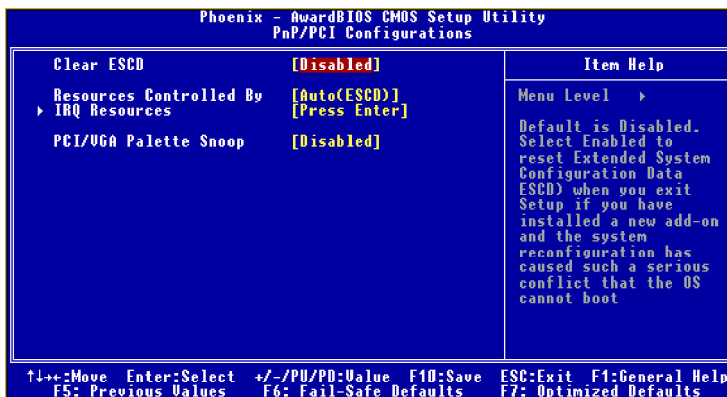 Phoenix - AwardBIOS CMOS Setup Utility
PnP/PCI Configurations
Clear ESCD [Disabled]
Resources Controlled By [Auto(ESCD)]
▸ IRQ Resources [Press Enter]
PCI/VGA Palette Snoop [Disabled]
Item Help
Menu Level ▸
Default is Disabled.
Select Enabled to
reset Extended System
Configuration Data
ESCD) when you exit
Setup if you have
installed a new add-on
and the system
reconfiguration has
caused such a serious
conflict that the OS
cannot boot
↑↓→←:Move Enter:Select +/-/PU/PD:Value F10:Save ESC:Exit F1:General Help
F5: Previous Values F6: Fail-Safe Defaults F7: Optimized Defaults